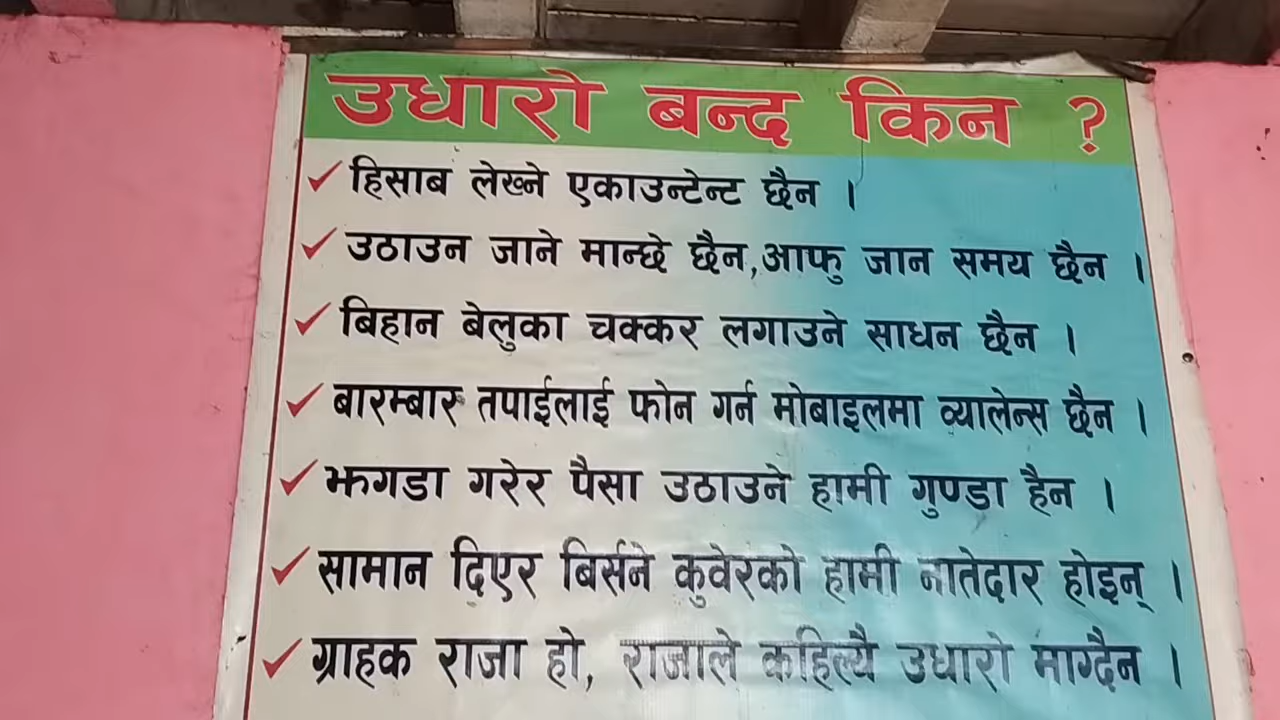 उधारो बन्द किन ?
हिसाब लेख्ने एकाउन्टेन्ट छैन ।
उठाउन जाने मान्छे छैन,आफु जान समय छैन ।
बिहान बेलुका चक्कर लगाउने साधन छैन ।
बारम्बार तपाईलाई फोन गर्न मोबाइलमा व्यालेन्स छैन ।
झगडा गरेर पैसा उठाउने हामी गुण्डा हैन ।
सामान दिएर बिर्सने कुवेरको हामी नातेदार होइन् ।
ग्राहक राजा हो, राजाले कहिल्यै उधारो माग्दैन ।